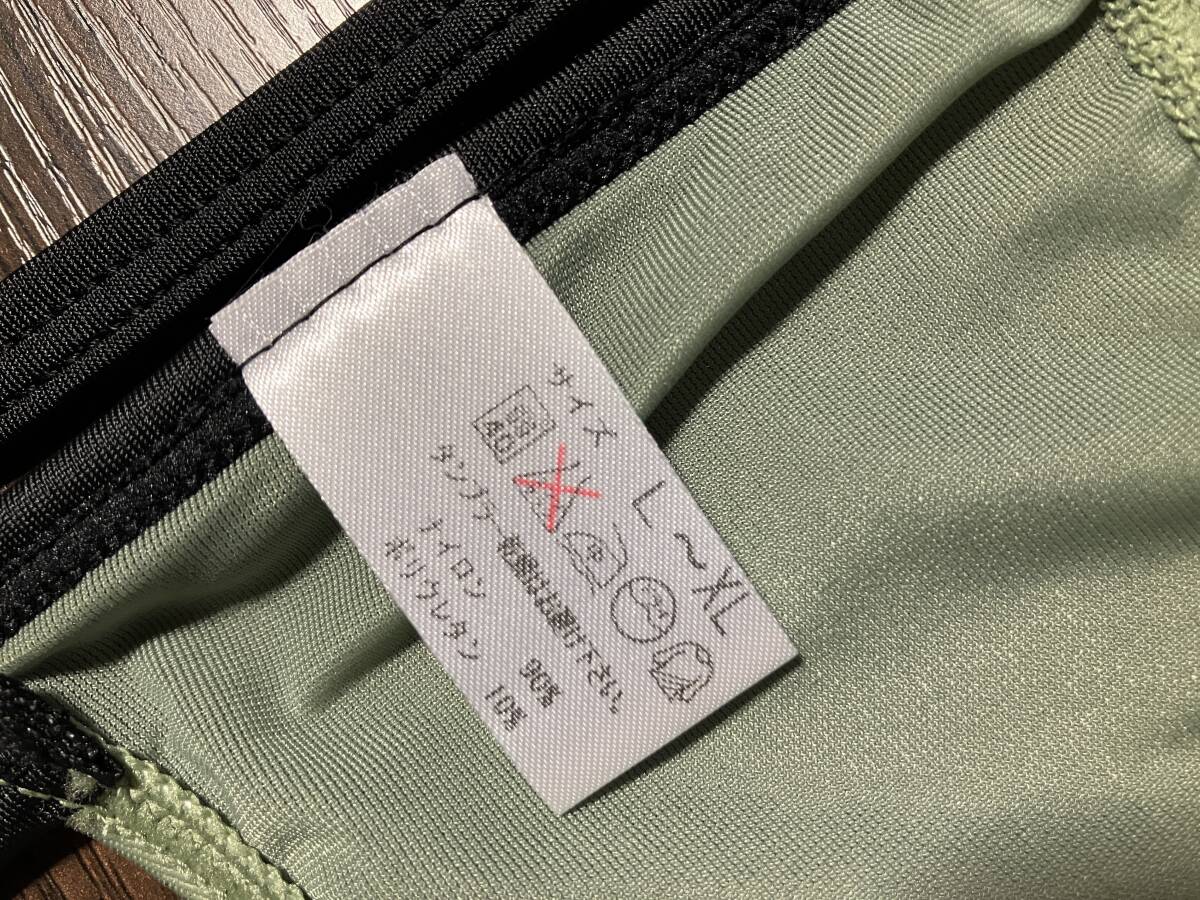 サイズ L～XL
タンブラー乾燥はお避け下さい。
ナイロン 90%
ポリウレタン 10%